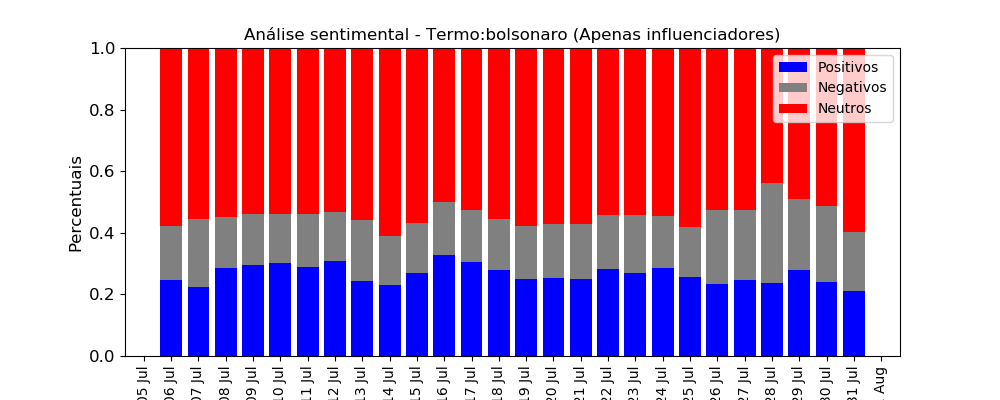 Análise sentimental - Termo:bolsonaro (Apenas influenciadores)
Percentuais
1.0
0.8
0.6
0.4
0.2
0.0
Positivos
Negativos
Neutros
05 Jul
06 Jul
07 Jul
08 Jul
09 Jul
10 Jul
11 Jul
12 Jul
13 Jul
14 Jul
15 Jul
16 Jul
17 Jul
18 Jul
19 Jul
20 Jul
21 Jul
22 Jul
23 Jul
24 Jul
25 Jul
26 Jul
27 Jul
28 Jul
29 Jul
30 Jul
31 Jul
Aug